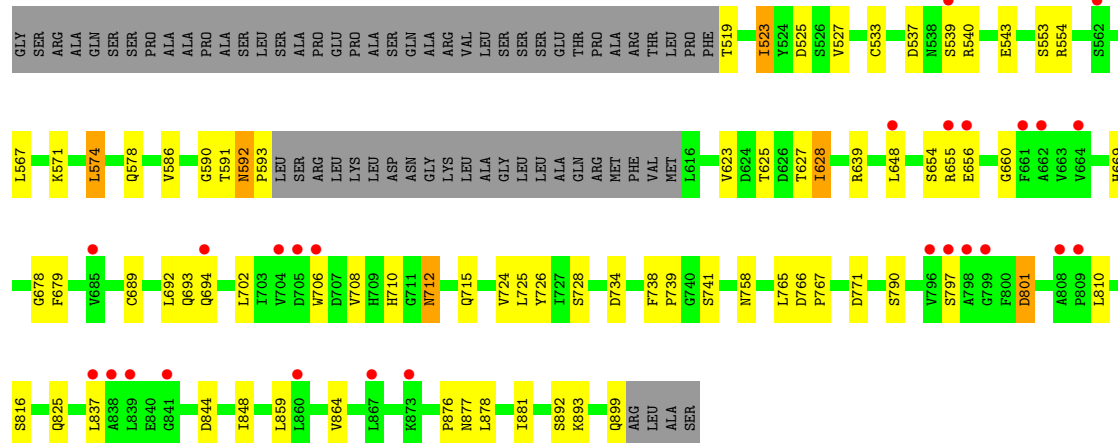 GLY SER ARG ALA GLN SER SER PRO ALA ALA PRO ALA SER LEU SER ALA PRO GLU PRO ALA SER GLN ALA ARG VAL LEU SER SER SER GLU THR PRO ALA ARG THR LEU PRO PHE T519 I523 Y524 D525 S526 V527 C533 D537 N538 S539 R540 E543 S553 R554 S562
L567 K571 L574 Q578 V586 G590 T591 N592 P593 LEU SER ARG LEU LYS LEU ASP ASN GLY LYS LEU ALA GLY LEU LEU ALA GLN ARG MET PHE VAL MET L616 V623 D624 T625 D626 T627 I628 R639 L648 S654 R655 E656 G660 F661 A662 V663 V664 H669
G678 F679 V685 C689 L692 Q693 Q694 L702 I703 V704 D705 W706 D707 V708 H709 H710 G711 N712 Q715 V724 L725 Y726 I727 S728 D734 F738 P739 G740 S741 N758 L765 D766 P767 D771 S790 V796 S797 A798 G799 F800 D801 A808 P809 L810
S816 Q825 L837 A838 L839 E840 G841 D844 I848 L859 L860 V864 L867 K873 P876 N877 L878 I881 S892 K893 Q899 ARG LEU ALA SER